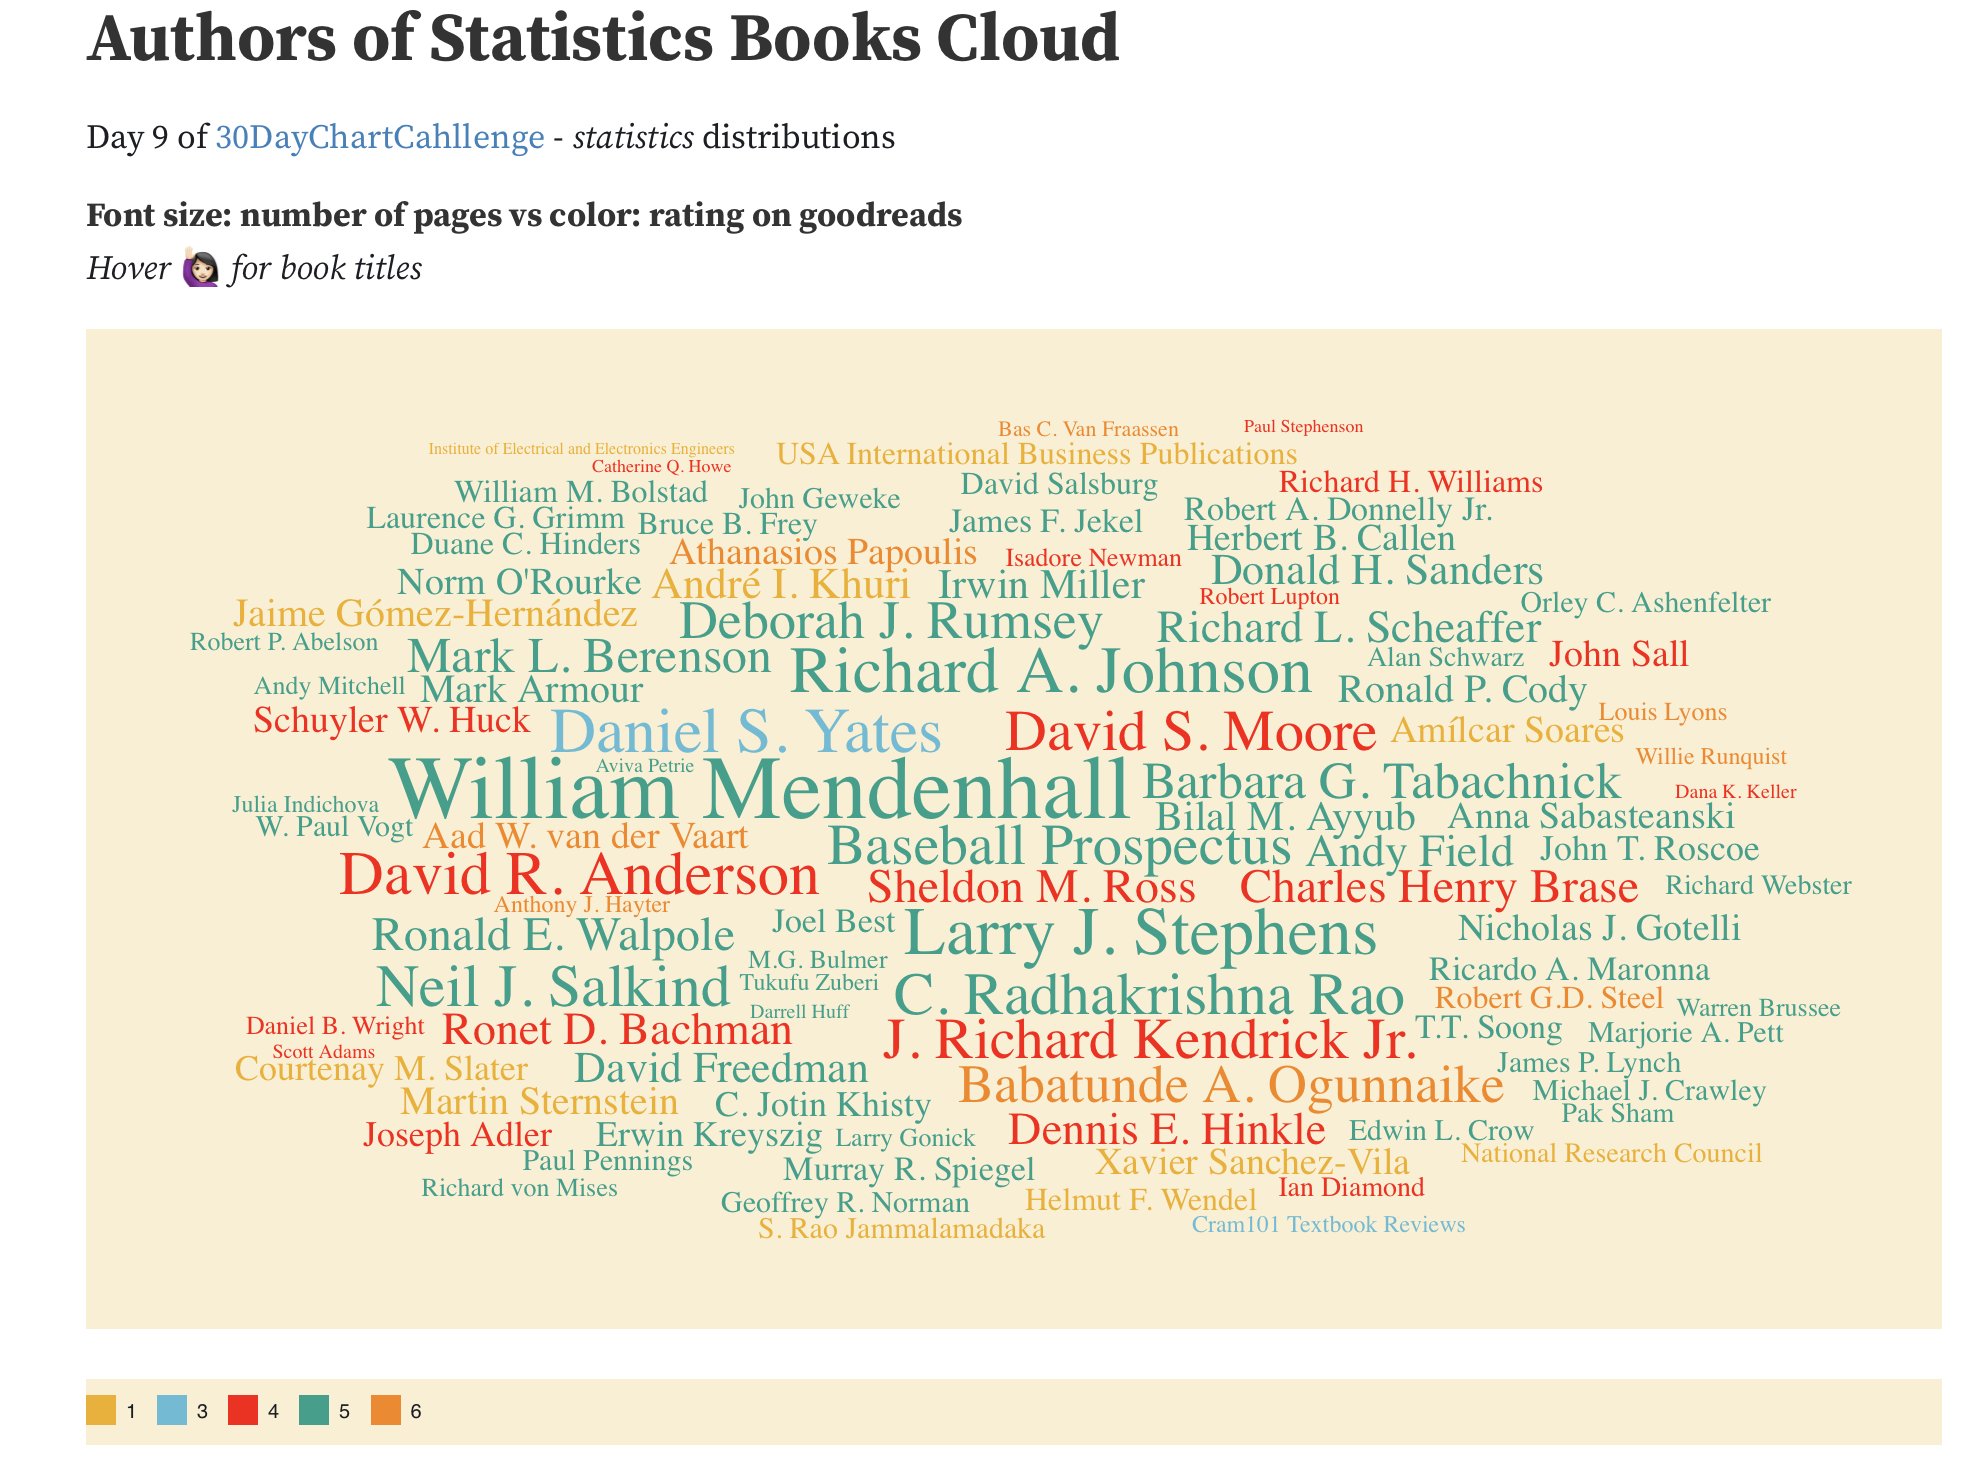 Authors of Statistics Books Cloud
Day 9 of 30DayChartCahllenge - statistics distributions
Font size: number of pages vs color: rating on goodreads
Hover 🙋🏻‍♀️ for book titles
Bas C. Van Fraassen
Paul Stephenson
Institute of Electrical and Electronics Engineers
USA International Business Publications
Catherine Q. Howe
William M. Bolstad
John Geweke
David Salsburg
Richard H. Williams
Laurence G. Grimm
Bruce B. Frey
James F. Jekel
Robert A. Donnelly Jr.
Duane C. Hinders
Athanasios Papoulis
Isadore Newman
Herbert B. Callen
Norm O'Rourke
André I. Khuri
Irwin Miller
Donald H. Sanders
Robert Lupton
Orley C. Ashenfelter
Jaime Gómez-Hernández
Deborah J. Rumsey
Richard L. Scheaffer
Robert P. Abelson
Mark L. Berenson
Richard A. Johnson
Alan Schwarz
John Sall
Andy Mitchell
Mark Armour
Ronald P. Cody
Schuyler W. Huck
Daniel S. Yates
David S. Moore
Amílcar Soares
Louis Lyons
Willie Runquist
Aviva Petrie
William Mendenhall
Barbara G. Tabachnick
Dana K. Keller
Julia Indichova
W. Paul Vogt
Bilal M. Ayyub
Anna Sabasteanski
Aad W. van der Vaart
Baseball Prospectus
Andy Field
John T. Roscoe
David R. Anderson
Sheldon M. Ross
Charles Henry Brase
Richard Webster
Anthony J. Hayter
Ronald E. Walpole
Joel Best
Larry J. Stephens
Nicholas J. Gotelli
M.G. Bulmer
Ricardo A. Maronna
Neil J. Salkind
Tukufu Zuberi
C. Radhakrishna Rao
Robert G.D. Steel
Warren Brussee
Darrell Huff
Daniel B. Wright
Ronet D. Bachman
J. Richard Kendrick Jr.
T.T. Soong
Marjorie A. Pett
Scott Adams
Courtenay M. Slater
David Freedman
James P. Lynch
Babatunde A. Ogunnaike
Michael J. Crawley
Martin Sternstein
C. Jotin Khisty
Pak Sham
Joseph Adler
Erwin Kreyszig
Larry Gonick
Dennis E. Hinkle
Edwin L. Crow
Paul Pennings
Murray R. Spiegel
Xavier Sanchez-Vila
National Research Council
Richard von Mises
Geoffrey R. Norman
Helmut F. Wendel
Ian Diamond
S. Rao Jammalamadaka
Cram101 Textbook Reviews
1 3 4 5 6